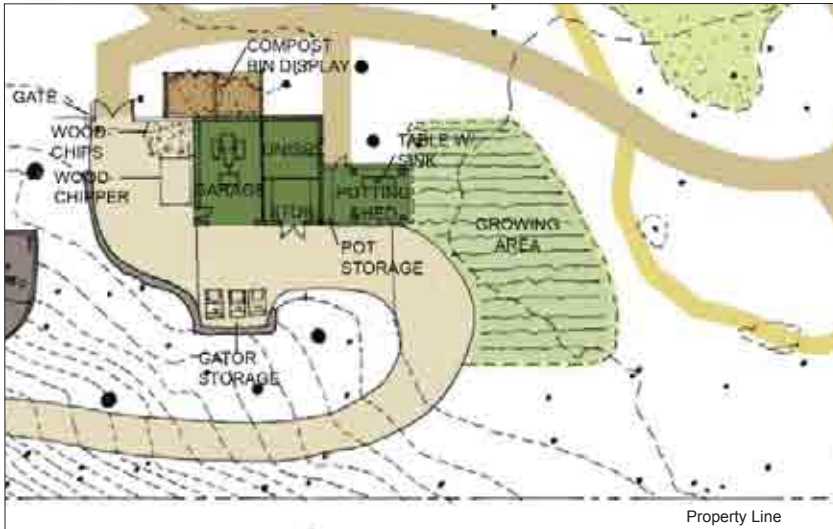 COMPOST
BIN DISPLAY
GATE
WOOD
CHIPS
WOOD
CHIPPER
GARAGE
UNISEX
TABLE W/
SINK
POTTING
SHED
GROWING
AREA
POT
STORAGE
GATOR
STORAGE
Property Line